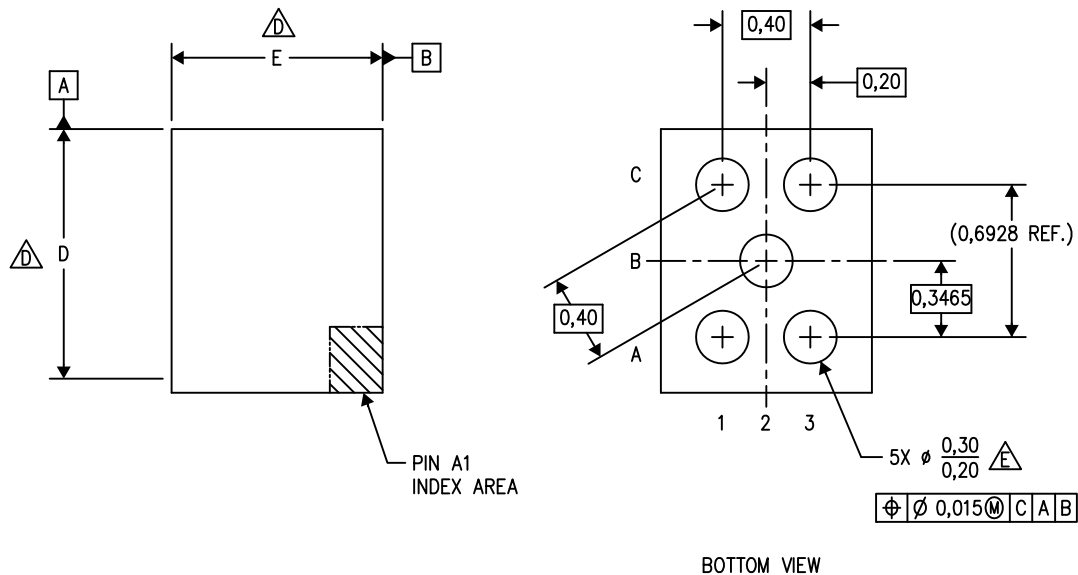 D
E
B
A
D
D
PIN A1
INDEX AREA
0,40
0,20
C
B
A
0,40
(0,6928 REF.)
0,3465
1 2 3
5X ø 0,30
0,20
E
⌖ Ø 0,015Ⓜ C A B
BOTTOM VIEW